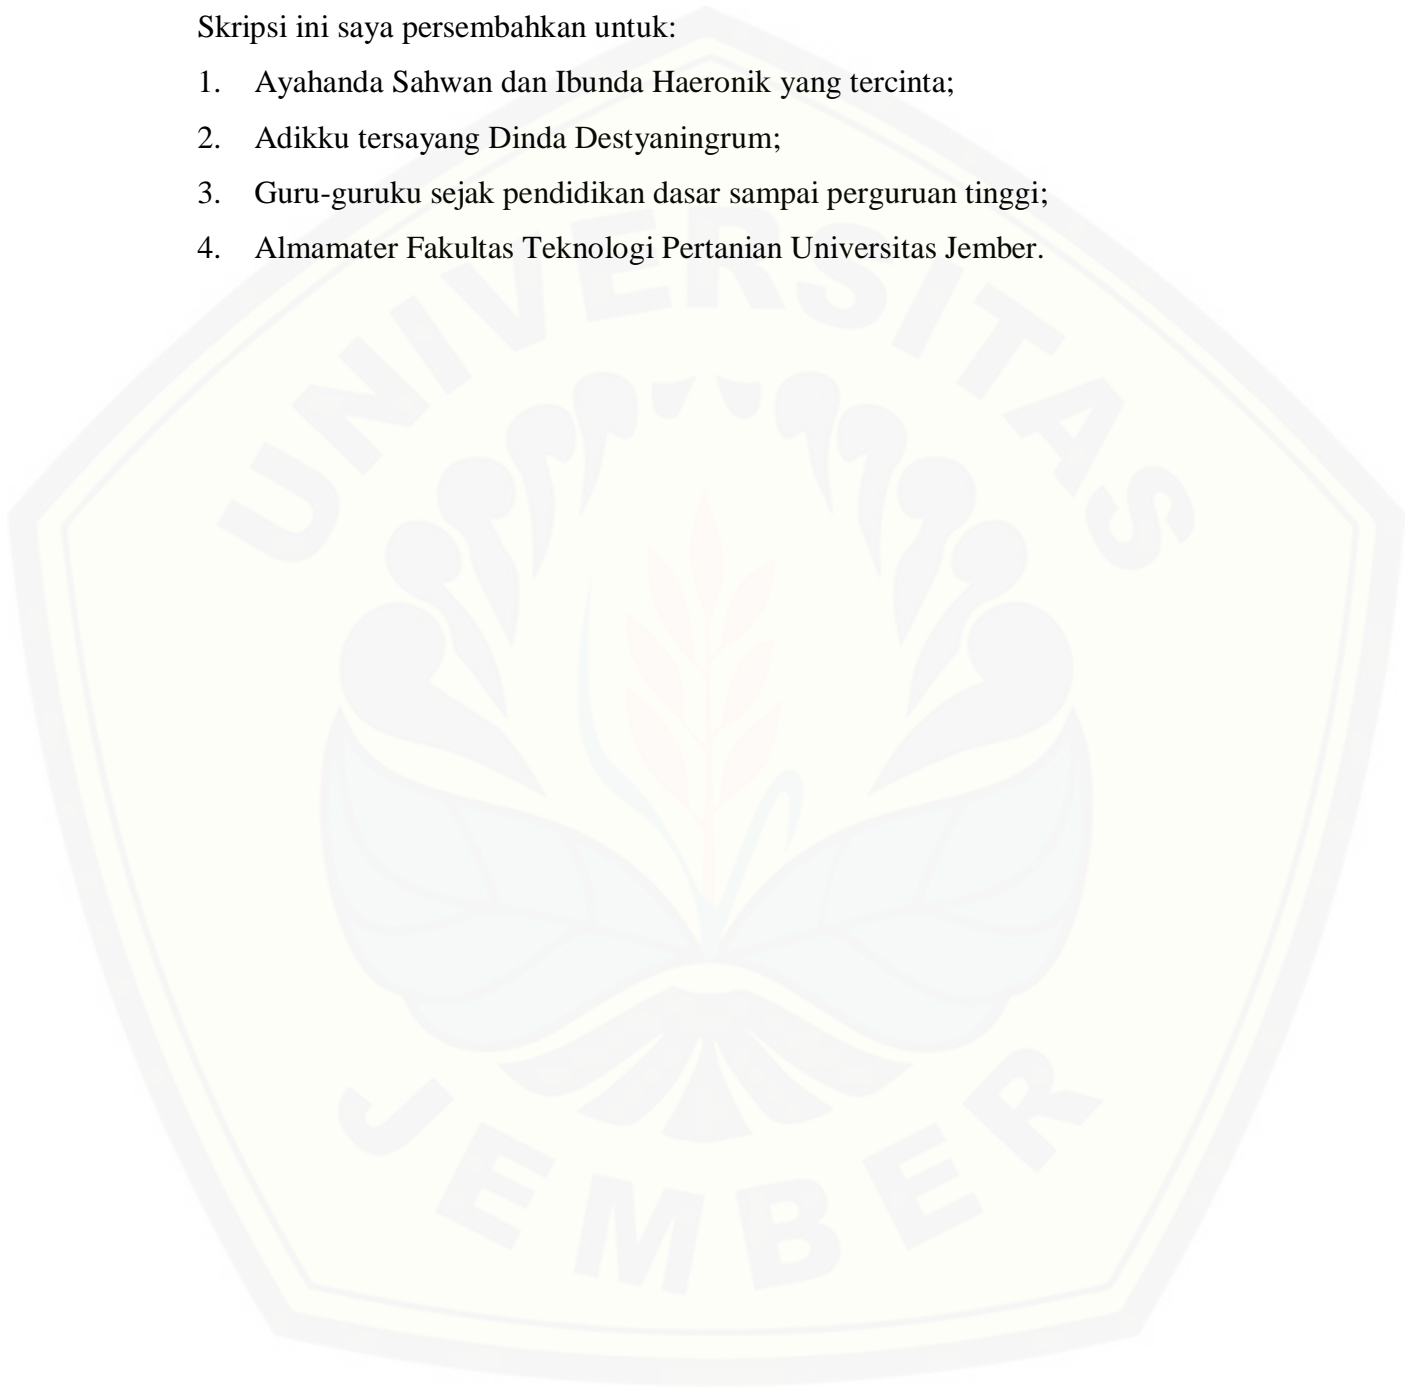 Skripsi ini saya persembahkan untuk:
1. Ayahanda Sahwan dan Ibunda Haeronik yang tercinta;
2. Adikku tersayang Dinda Destyaningrum;
3. Guru-guruku sejak pendidikan dasar sampai perguruan tinggi;
4. Almamater Fakultas Teknologi Pertanian Universitas Jember.
UNIVERSITAS
JEMBER